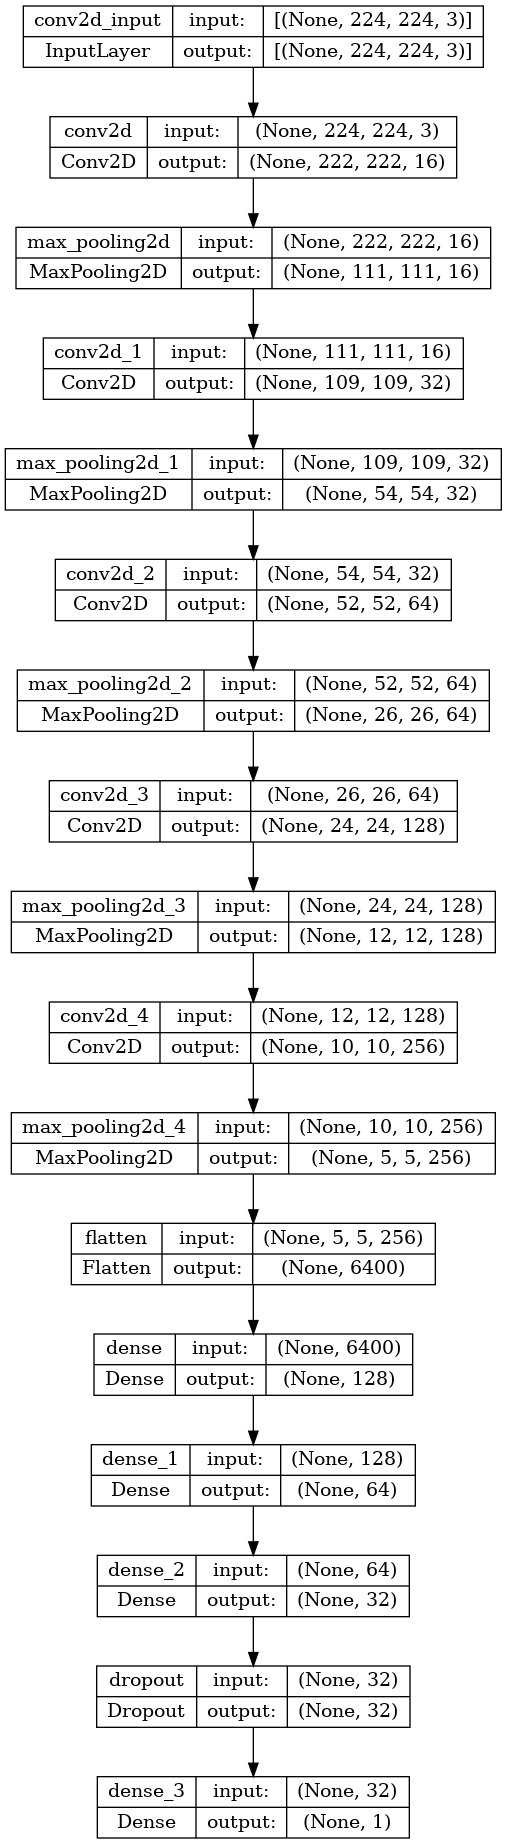 conv2d_input input: [(None, 224, 224, 3)]
InputLayer output: [(None, 224, 224, 3)]
conv2d input: (None, 224, 224, 3)
Conv2D output: (None, 222, 222, 16)
max_pooling2d input: (None, 222, 222, 16)
MaxPooling2D output: (None, 111, 111, 16)
conv2d_1 input: (None, 111, 111, 16)
Conv2D output: (None, 109, 109, 32)
max_pooling2d_1 input: (None, 109, 109, 32)
MaxPooling2D output: (None, 54, 54, 32)
conv2d_2 input: (None, 54, 54, 32)
Conv2D output: (None, 52, 52, 64)
max_pooling2d_2 input: (None, 52, 52, 64)
MaxPooling2D output: (None, 26, 26, 64)
conv2d_3 input: (None, 26, 26, 64)
Conv2D output: (None, 24, 24, 128)
max_pooling2d_3 input: (None, 24, 24, 128)
MaxPooling2D output: (None, 12, 12, 128)
conv2d_4 input: (None, 12, 12, 128)
Conv2D output: (None, 10, 10, 256)
max_pooling2d_4 input: (None, 10, 10, 256)
MaxPooling2D output: (None, 5, 5, 256)
flatten input: (None, 5, 5, 256)
Flatten output: (None, 6400)
dense input: (None, 6400)
Dense output: (None, 128)
dense_1 input: (None, 128)
Dense output: (None, 64)
dense_2 input: (None, 64)
Dense output: (None, 32)
dropout input: (None, 32)
Dropout output: (None, 32)
dense_3 input: (None, 32)
Dense output: (None, 1)